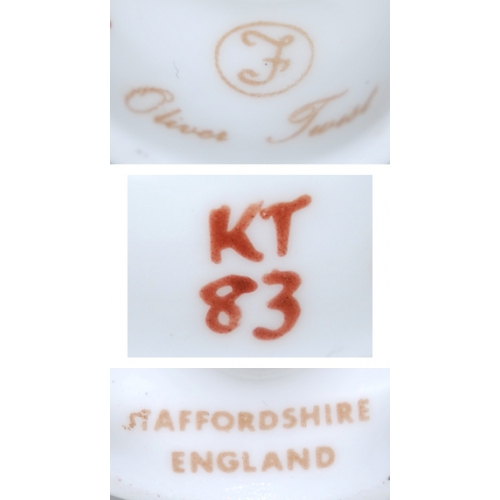 F
Oliver Twist
KT
83
STAFFORDSHIRE
ENGLAND